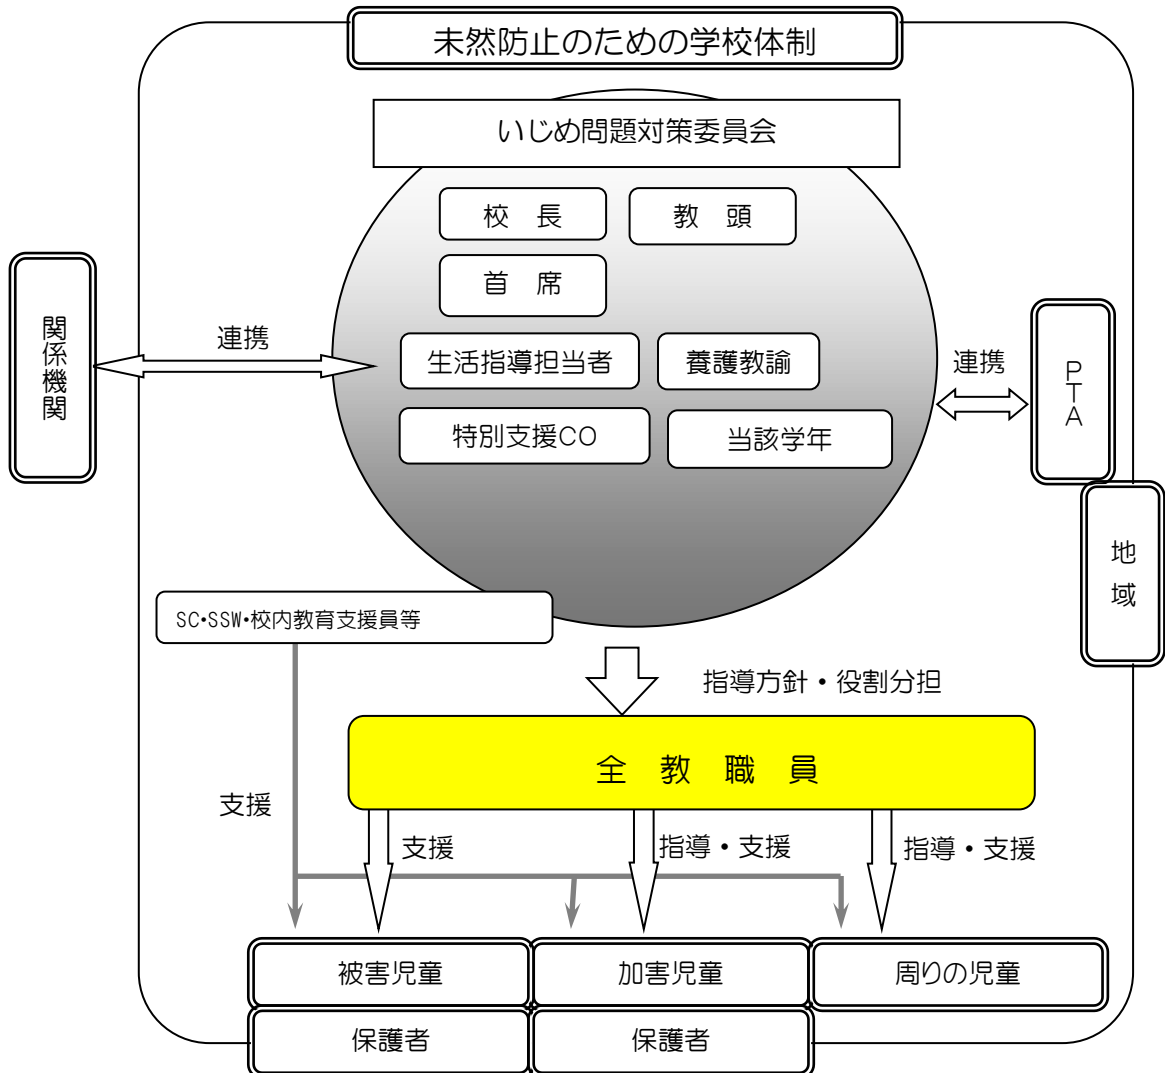 未然防止のための学校体制
いじめ問題対策委員会
校　長
教　頭
首　席
関係機関
連携
生活指導担当者
養護教諭
連携
PTA
特別支援CO
当該学年
地域
SC・SSW・校内教育支援員等
指導方針・役割分担
全　教　職　員
支援
支援
指導・支援
指導・支援
被害児童
加害児童
周りの児童
保護者
保護者